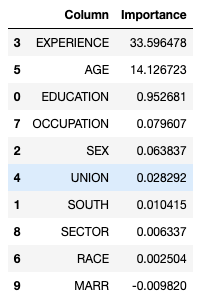 Column Importance
3 EXPERIENCE 33.596478
5 AGE 14.126723
0 EDUCATION 0.952681
7 OCCUPATION 0.079607
2 SEX 0.063837
4 UNION 0.028292
1 SOUTH 0.010415
8 SECTOR 0.006337
6 RACE 0.002504
9 MARR -0.009820